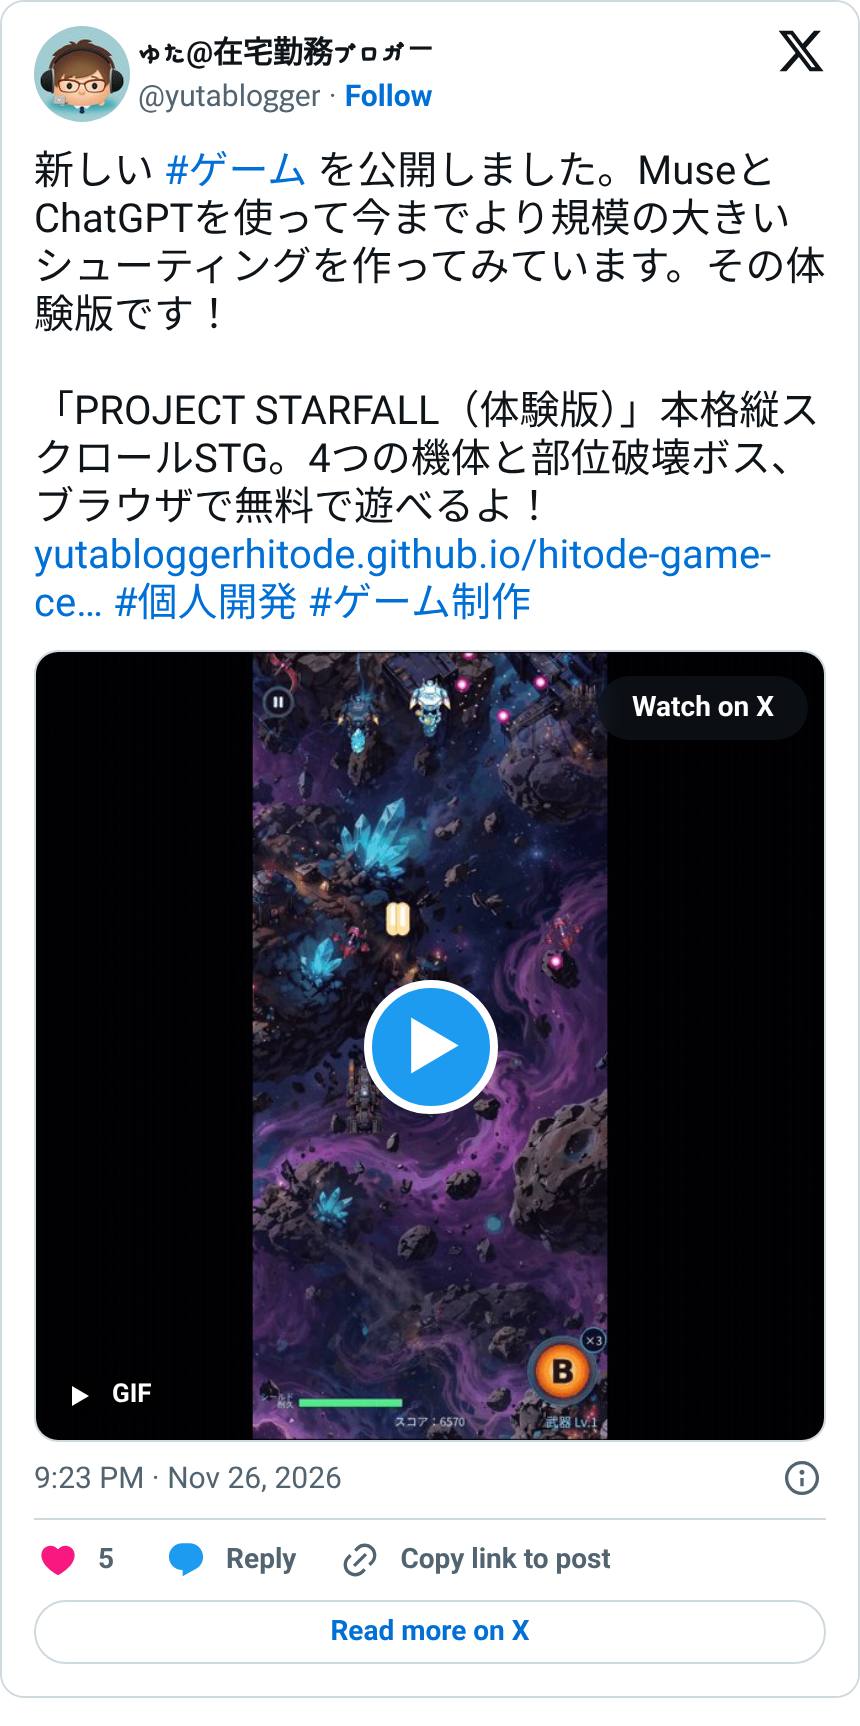 ゆた@在宅勤務ブロガー
@yutablogger · Follow
新しい #ゲーム を公開しました。Museと
ChatGPTを使って今までより規模の大きい
シューティングを作ってみています。その体
験版です！
「PROJECT STARFALL（体験版）」本格縦ス
クロールSTG。4つの機体と部位破壊ボス、
ブラウザで無料で遊べるよ！
yutabloggerhitode.github.io/hitode-game-
ce… #個人開発 #ゲーム制作
Watch on X
×3
B
シールド
耐久
スコア：6570
武器 Lv.1
GIF
9:23 PM · Nov 26, 2026
5 Reply Copy link to post
Read more on X